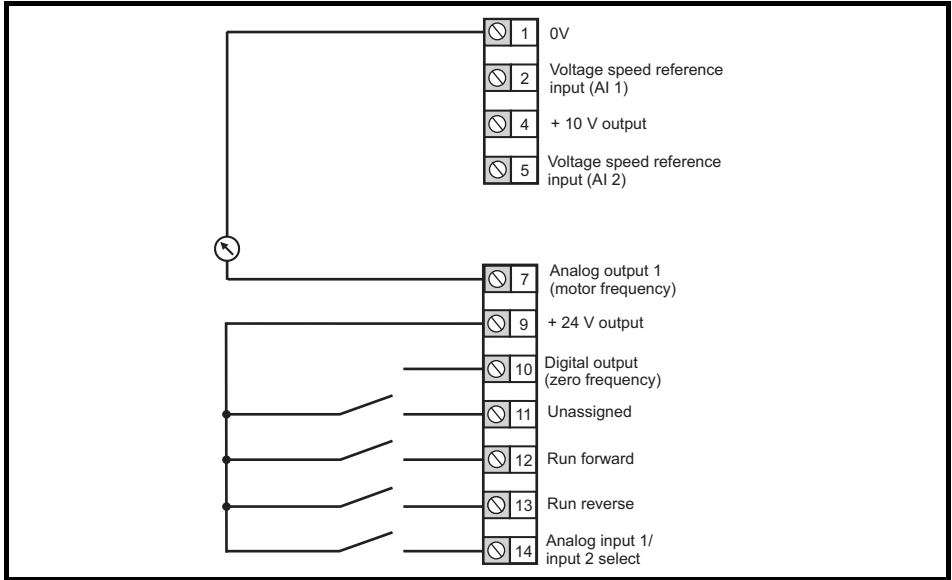 1 0V
2 Voltage speed reference
input (AI 1)
4 + 10 V output
5 Voltage speed reference
input (AI 2)
7 Analog output 1
(motor frequency)
9 + 24 V output
10 Digital output
(zero frequency)
11 Unassigned
12 Run forward
13 Run reverse
14 Analog input 1/
input 2 select